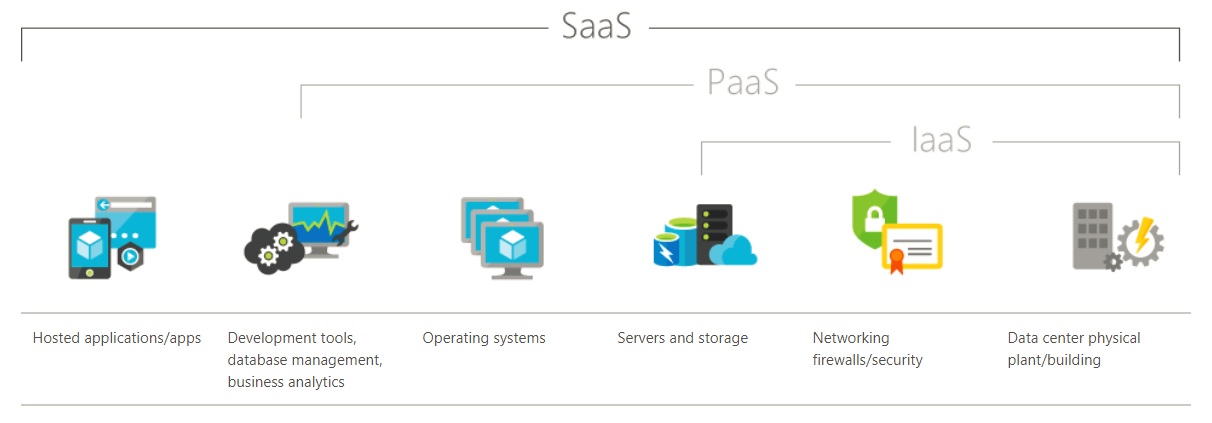 SaaS
PaaS
IaaS
Hosted applications/apps
Development tools,
database management,
business analytics
Operating systems
Servers and storage
Networking
firewalls/security
Data center physical
plant/building